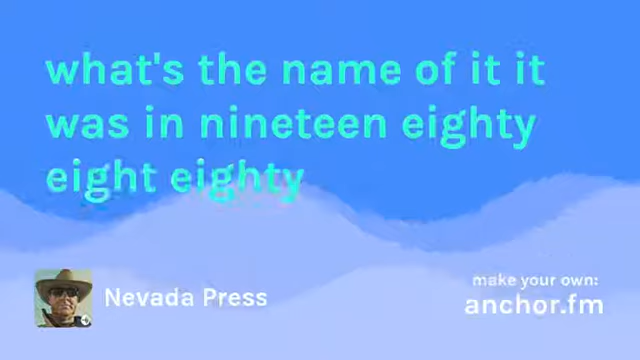 what's the name of it it
was in nineteen eighty
eight eighty
Nevada Press
make your own:
anchor.fm